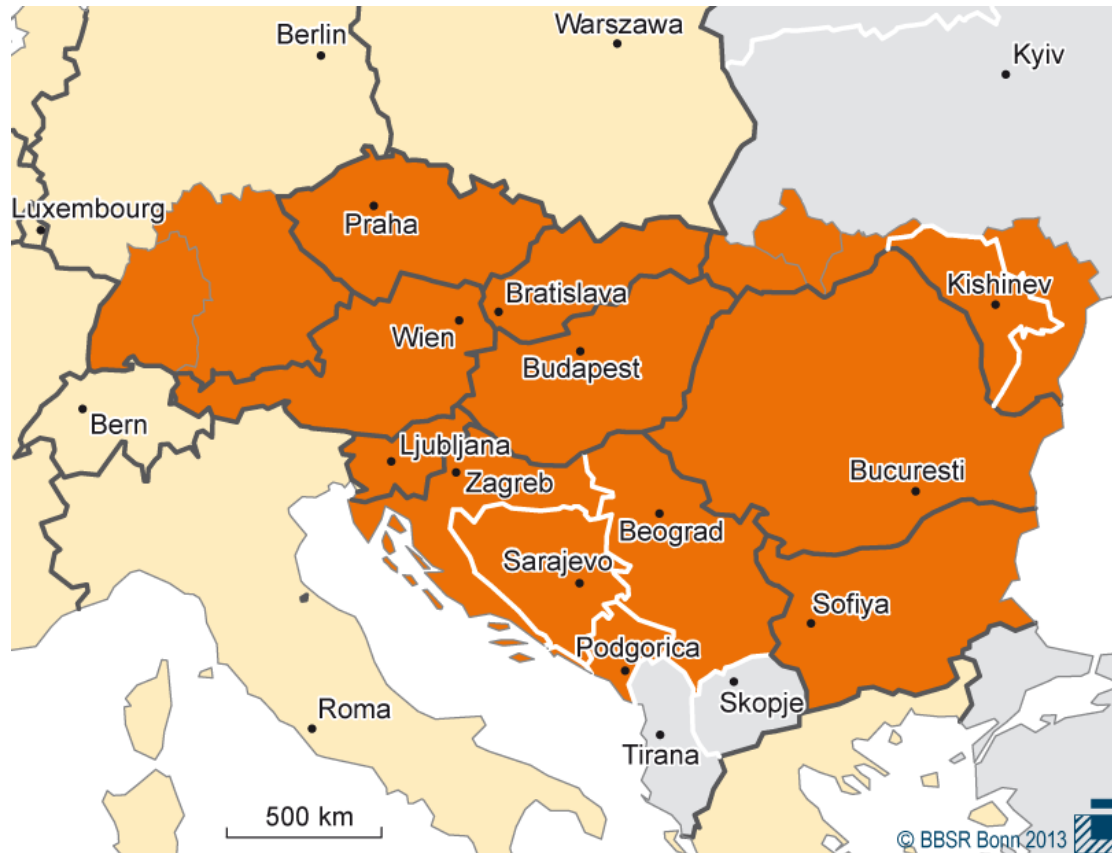 Berlin
Warszawa
Kyiv
Luxembourg
Praha
Kishinev
Bratislava
Wien
Budapest
Bern
Ljubljana
Zagreb
Bucuresti
Beograd
Sarajevo
Sofiya
Podgorica
Skopje
Roma
Tirana
500 km
© BBSR Bonn 2013